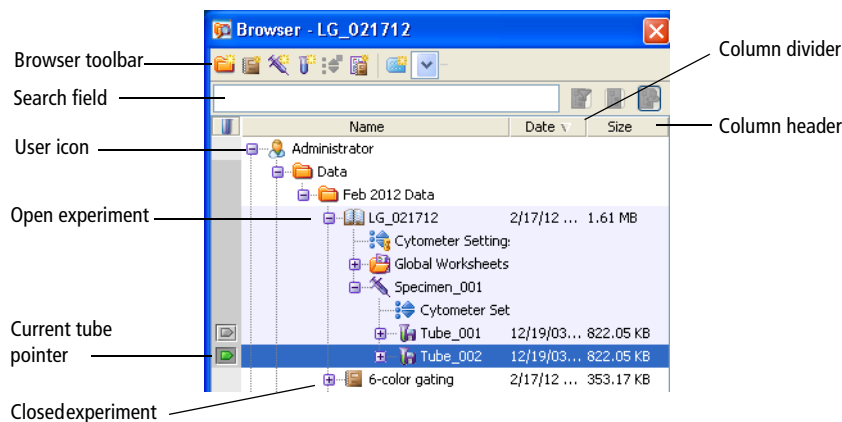 Browser - LG_021712
Browser toolbar
Column divider
Search field
Name Date Size
Column header
User icon
Administrator
Data
Feb 2012 Data
Open experiment
LG_021712 2/17/12 ... 1.61 MB
Cytometer Setting:
Global Worksheets
Specimen_001
Cytometer Set
Current tube
pointer
Tube_001 12/19/03... 822.05 KB
Tube_002 12/19/03... 822.05 KB
6-color gating 2/17/12 ... 353.17 KB
Closedexperiment